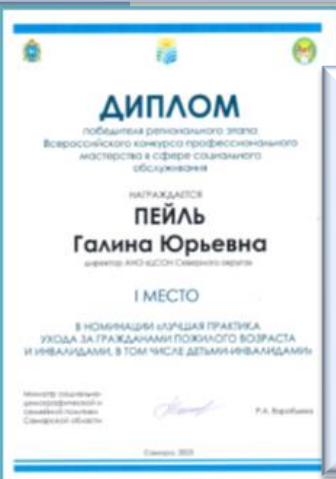 ДИПЛОМ
победителя регионального этапа
Всероссийского конкурса профессионального
мастерства в сфере социального
обслуживания
НАГРАЖДАЕТСЯ
ПЕЙЛЬ
Галина Юрьевна
директор АНО «ЦСОН Северного округа»
I МЕСТО
В НОМИНАЦИИ «ЛУЧШАЯ ПРАКТИКА
УХОДА ЗА ГРАЖДАНАМИ ПОЖИЛОГО ВОЗРАСТА
И ИНВАЛИДАМИ, В ТОМ ЧИСЛЕ ДЕТЬМИ-ИНВАЛИДАМИ»
Министр социально-
демографической и
семейной политики
Самарской области
Р.А. Воробьева